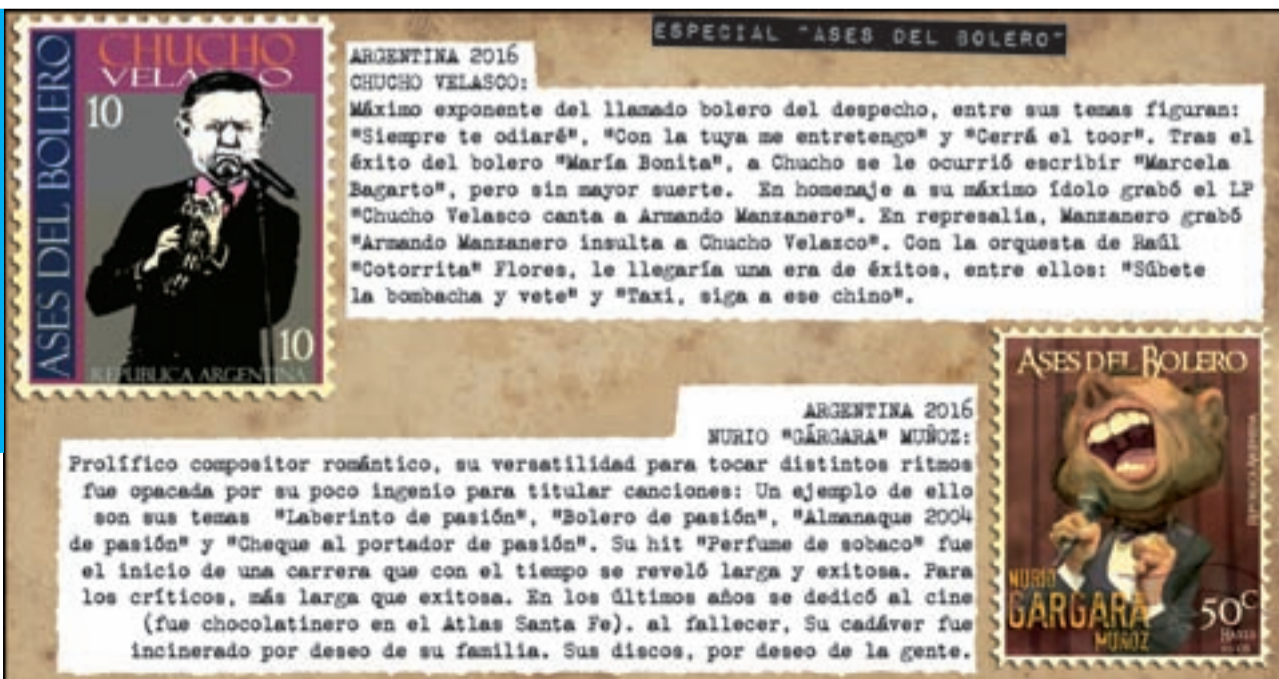 ESPECIAL "ASES DEL BOLERO"
ASES DEL BOLERO
CHUCHO
VELASCO
10
10
REPUBLICA ARGENTINA
ARGENTINA 2016
CHUCHO VELASCO:
Máximo exponente del llamado bolero del despecho, entre sus temas figuran:
"Siempre te odiaré", "Con la tuya me entretengo" y "Cerrá el toor". Tras el
éxito del bolero "María Bonita", a Chucho se le ocurrió escribir "Marcela
Bagarto", pero sin mayor suerte. En homenaje a su máximo ídolo grabó el LP
"Chucho Velasco canta a Armando Manzanero". En represalia, Manzanero grabó
"Armando Manzanero insulta a Chucho Velazco". Con la orquesta de Raúl
"Cotorrita" Flores, le llegaría una era de éxitos, entre ellos: "Súbete
la bombacha y vete" y "Taxi, siga a ese chino".
ARGENTINA 2016
NURIO "GÁRGARA" MUÑOZ:
Prolífico compositor romántico, su versatilidad para tocar distintos ritmos
fue opacada por su poco ingenio para titular canciones: Un ejemplo de ello
son sus temas "Laberinto de pasión", "Bolero de pasión", "Almanaque 2004
de pasión" y "Cheque al portador de pasión". Su hit "Perfume de sobaco" fue
el inicio de una carrera que con el tiempo se reveló larga y exitosa. Para
los críticos, más larga que exitosa. En los últimos años se dedicó al cine
(fue chocolatinero en el Atlas Santa Fe). al fallecer, Su cadáver fue
incinerado por deseo de su familia. Sus discos, por deseo de la gente.
ASES DEL BOLERO
NURIO
GARGARA
MUÑOZ
50C